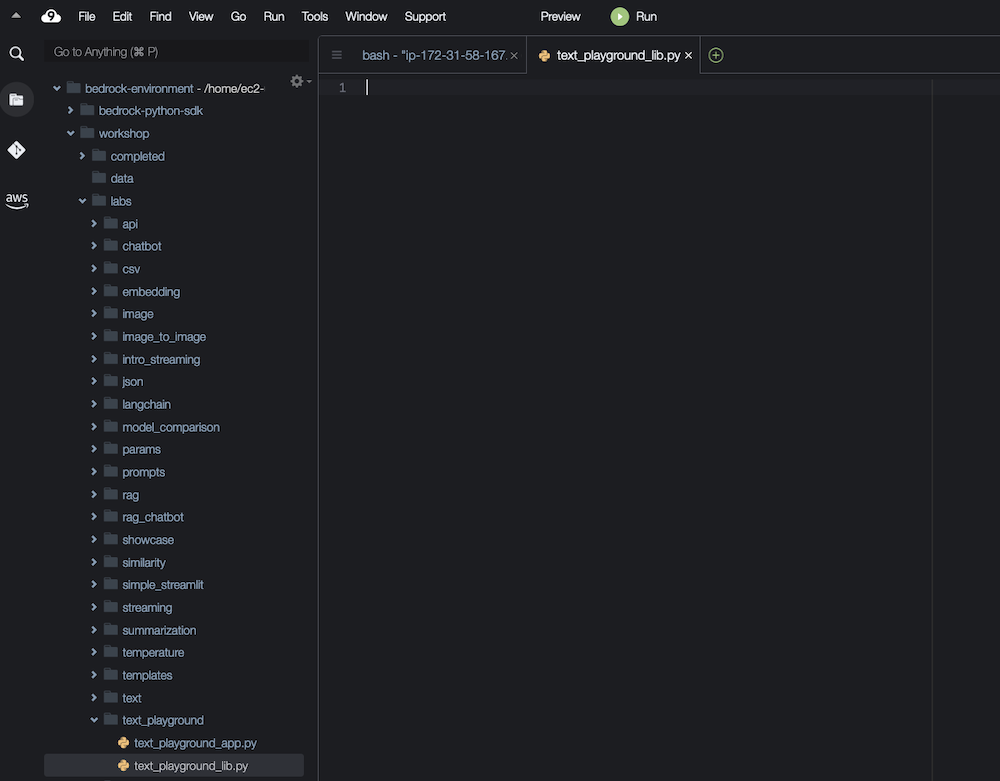 9 File Edit Find View Go Run Tools Window Support Preview Run
Go to Anything (⌘ P)
bash - "ip-172-31-58-167. × text_playground_lib.py ×
bedrock-environment - /home/ec2-
1
bedrock-python-sdk
workshop
completed
data
aws
labs
api
chatbot
csv
embedding
image
image_to_image
intro_streaming
json
langchain
model_comparison
params
prompts
rag
rag_chatbot
showcase
similarity
simple_streamlit
streaming
summarization
temperature
templates
text
text_playground
text_playground_app.py
text_playground_lib.py